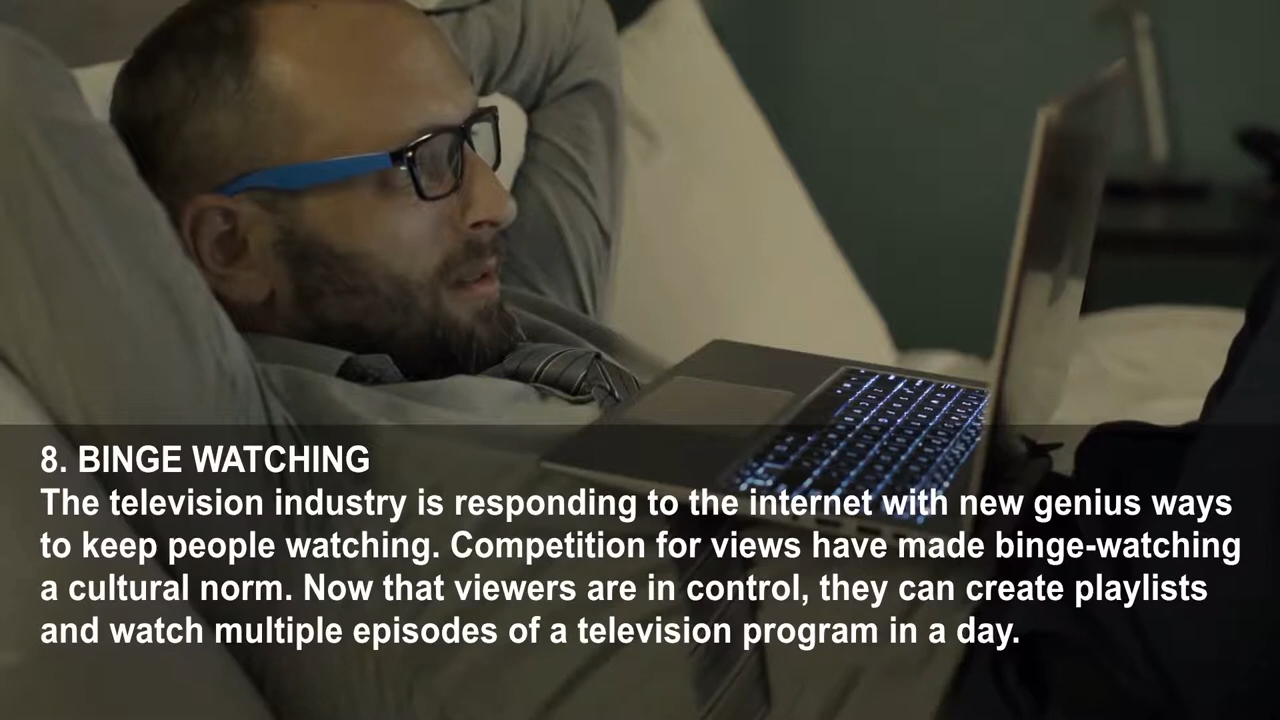 8. BINGE WATCHING
The television industry is responding to the internet with new genius ways
to keep people watching. Competition for views have made binge-watching
a cultural norm. Now that viewers are in control, they can create playlists
and watch multiple episodes of a television program in a day.